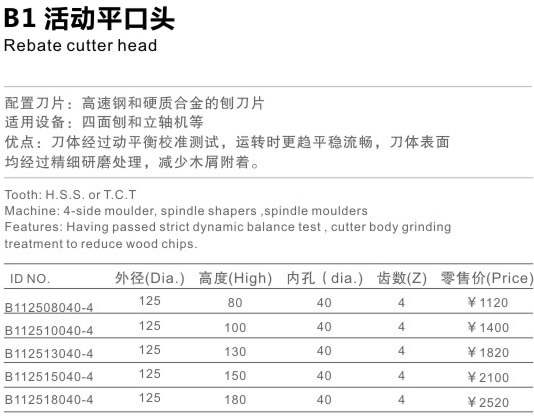 B1 活动平口头
Rebate cutter head
配置刀片：高速钢和硬质合金的刨刀片
适用设备：四面刨和立轴机等
优点：刀体经过动平衡校准测试，运转时更趋平稳流畅，刀体表面
均经过精细研磨处理，减少木屑附着。
Tooth: H.S.S. or T.C.T
Machine: 4-side moulder, spindle shapers ,spindle moulders
Features: Having passed strict dynamic balance test , cutter body grinding
treatment to reduce wood chips.
ID NO. 外径(Dia.) 高度(High) 内孔（dia.) 齿数(Z) 零售价(Price)
B112508040-4 125 80 40 4 ￥1120
B112510040-4 125 100 40 4 ￥1400
B112513040-4 125 130 40 4 ￥1820
B112515040-4 125 150 40 4 ￥2100
B112518040-4 125 180 40 4 ￥2520